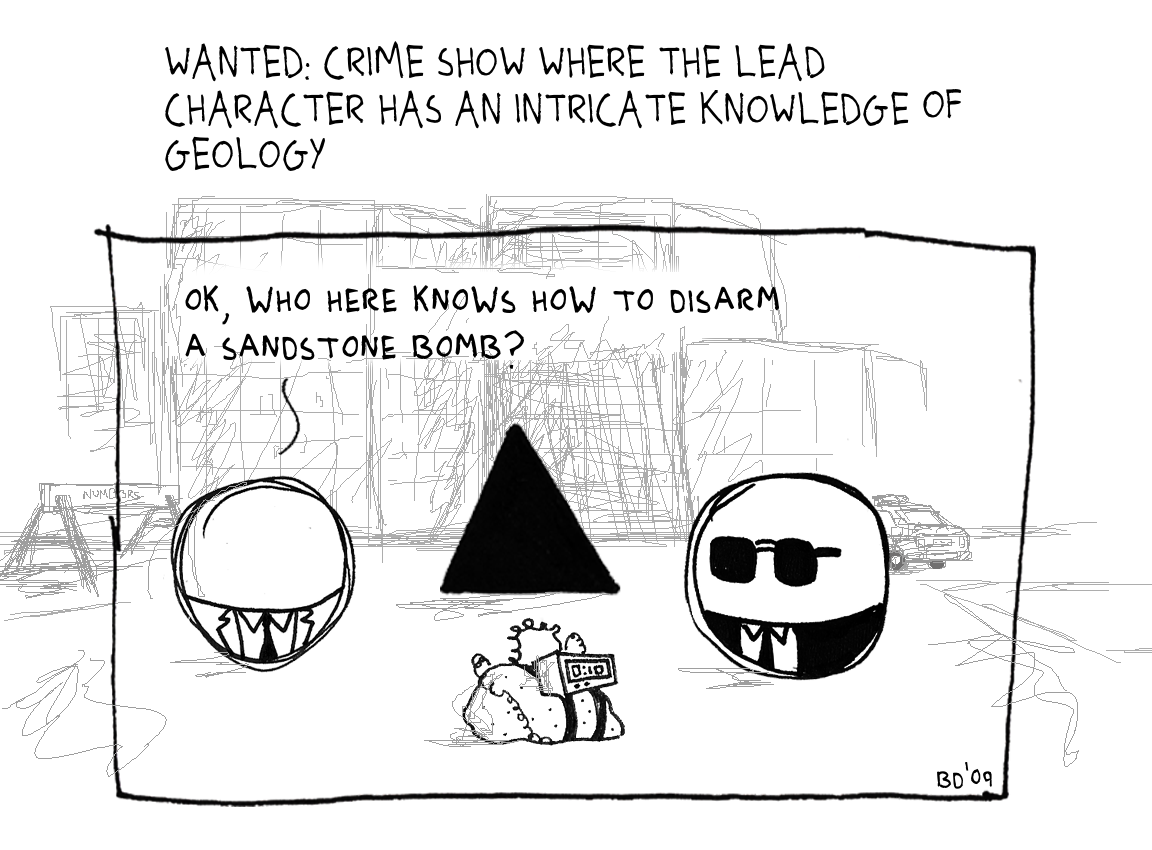 WANTED: CRIME SHOW WHERE THE LEAD
CHARACTER HAS AN INTRICATE KNOWLEDGE OF
GEOLOGY
OK, WHO HERE KNOWS HOW TO DISARM
A SANDSTONE BOMB?
0:10
BD'09